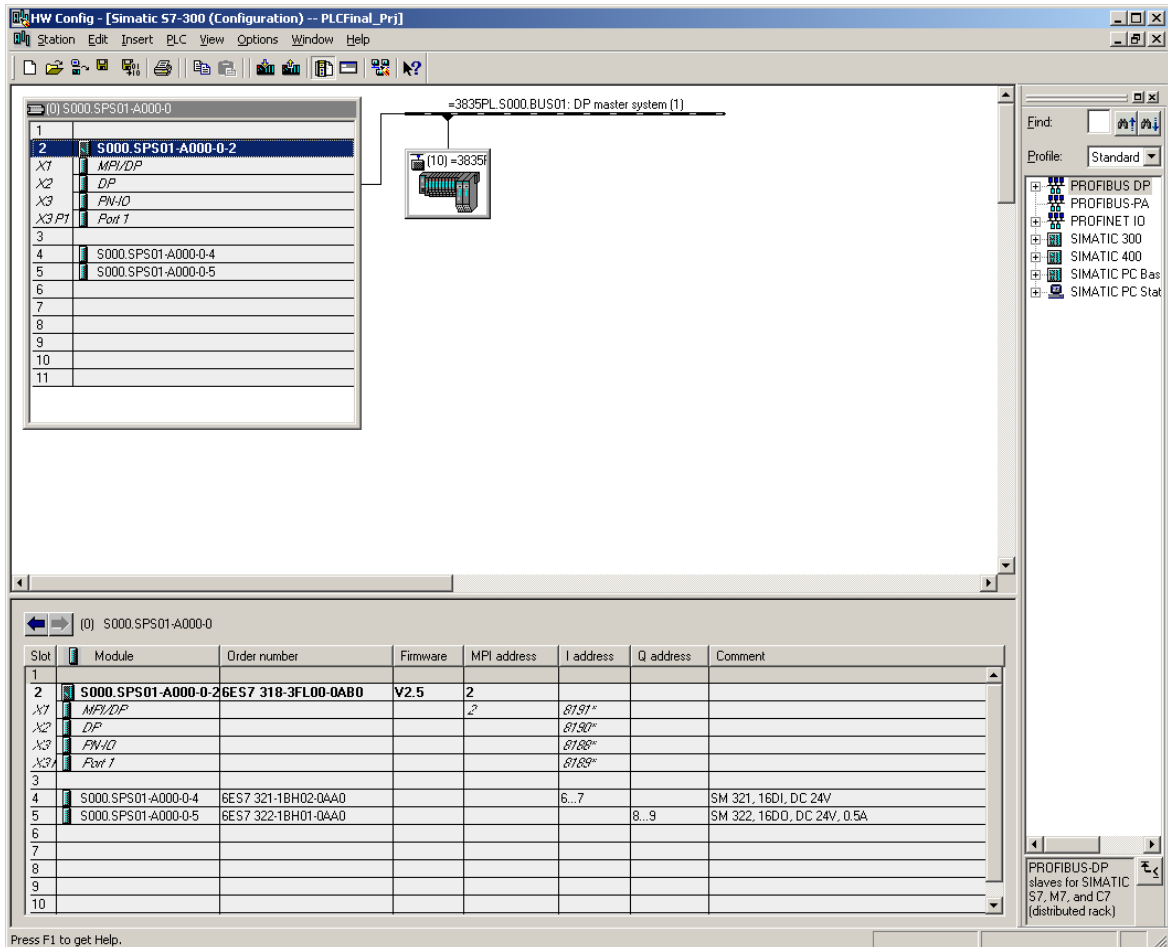 HW Config - [Simatic S7-300 (Configuration) -- PLCFinal_Prj]
Station Edit Insert PLC View Options Window Help
(0) S000.SPS01-A000-0
1
2 S000.SPS01-A000-0-2
X1 MPI/DP
X2 DP
X3 PN-IO
X3 P1 Port 1
3
4 S000.SPS01-A000-0-4
5 S000.SPS01-A000-0-5
6
7
8
9
10
11
=3835PL.S000.BUS01: DP master system (1)
(10) =3835P
Find:
Profile: Standard
PROFIBUS DP
PROFIBUS-PA
PROFINET IO
SIMATIC 300
SIMATIC 400
SIMATIC PC Bas
SIMATIC PC Stat
(0) S000.SPS01-A000-0
Slot Module Order number Firmware MPI address I address Q address Comment
1
2 S000.SPS01-A000-0-2 6ES7 318-3FL00-0AB0 V2.5 2
X1 MPI/DP 2 8191*
X2 DP 8190*
X3 PN-IO 8188*
X3 Port 1 8189*
3
4 S000.SPS01-A000-0-4 6ES7 321-1BH02-0AA0 6...7 SM 321, 16DI, DC 24V
5 S000.SPS01-A000-0-5 6ES7 322-1BH01-0AA0 8...9 SM 322, 16DO, DC 24V, 0.5A
6
7
8
9
10
PROFIBUS-DP
slaves for SIMATIC
S7, M7, and C7
(distributed rack)
Press F1 to get Help.